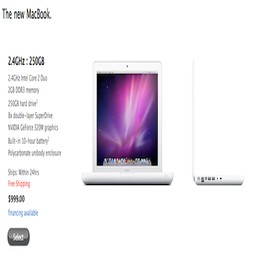 The new MacBook.
2.4GHz : 250GB
2.4GHz Intel Core 2 Duo
2GB DDR3 memory
250GB hard drive¹
8x double-layer SuperDrive
NVIDIA GeForce 320M graphics
Built-in 10-hour battery²
Polycarbonate unibody enclosure
Ships: Within 24hrs
Free Shipping
$999.00
financing available
Select